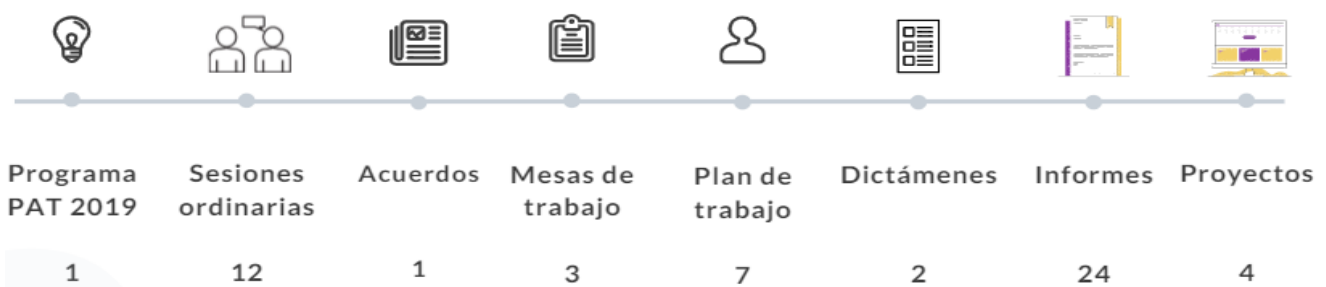 Programa
PAT 2019
Sesiones
ordinarias
Acuerdos
Mesas de
trabajo
Plan de
trabajo
Dictámenes
Informes
Proyectos
1
12
1
3
7
2
24
4